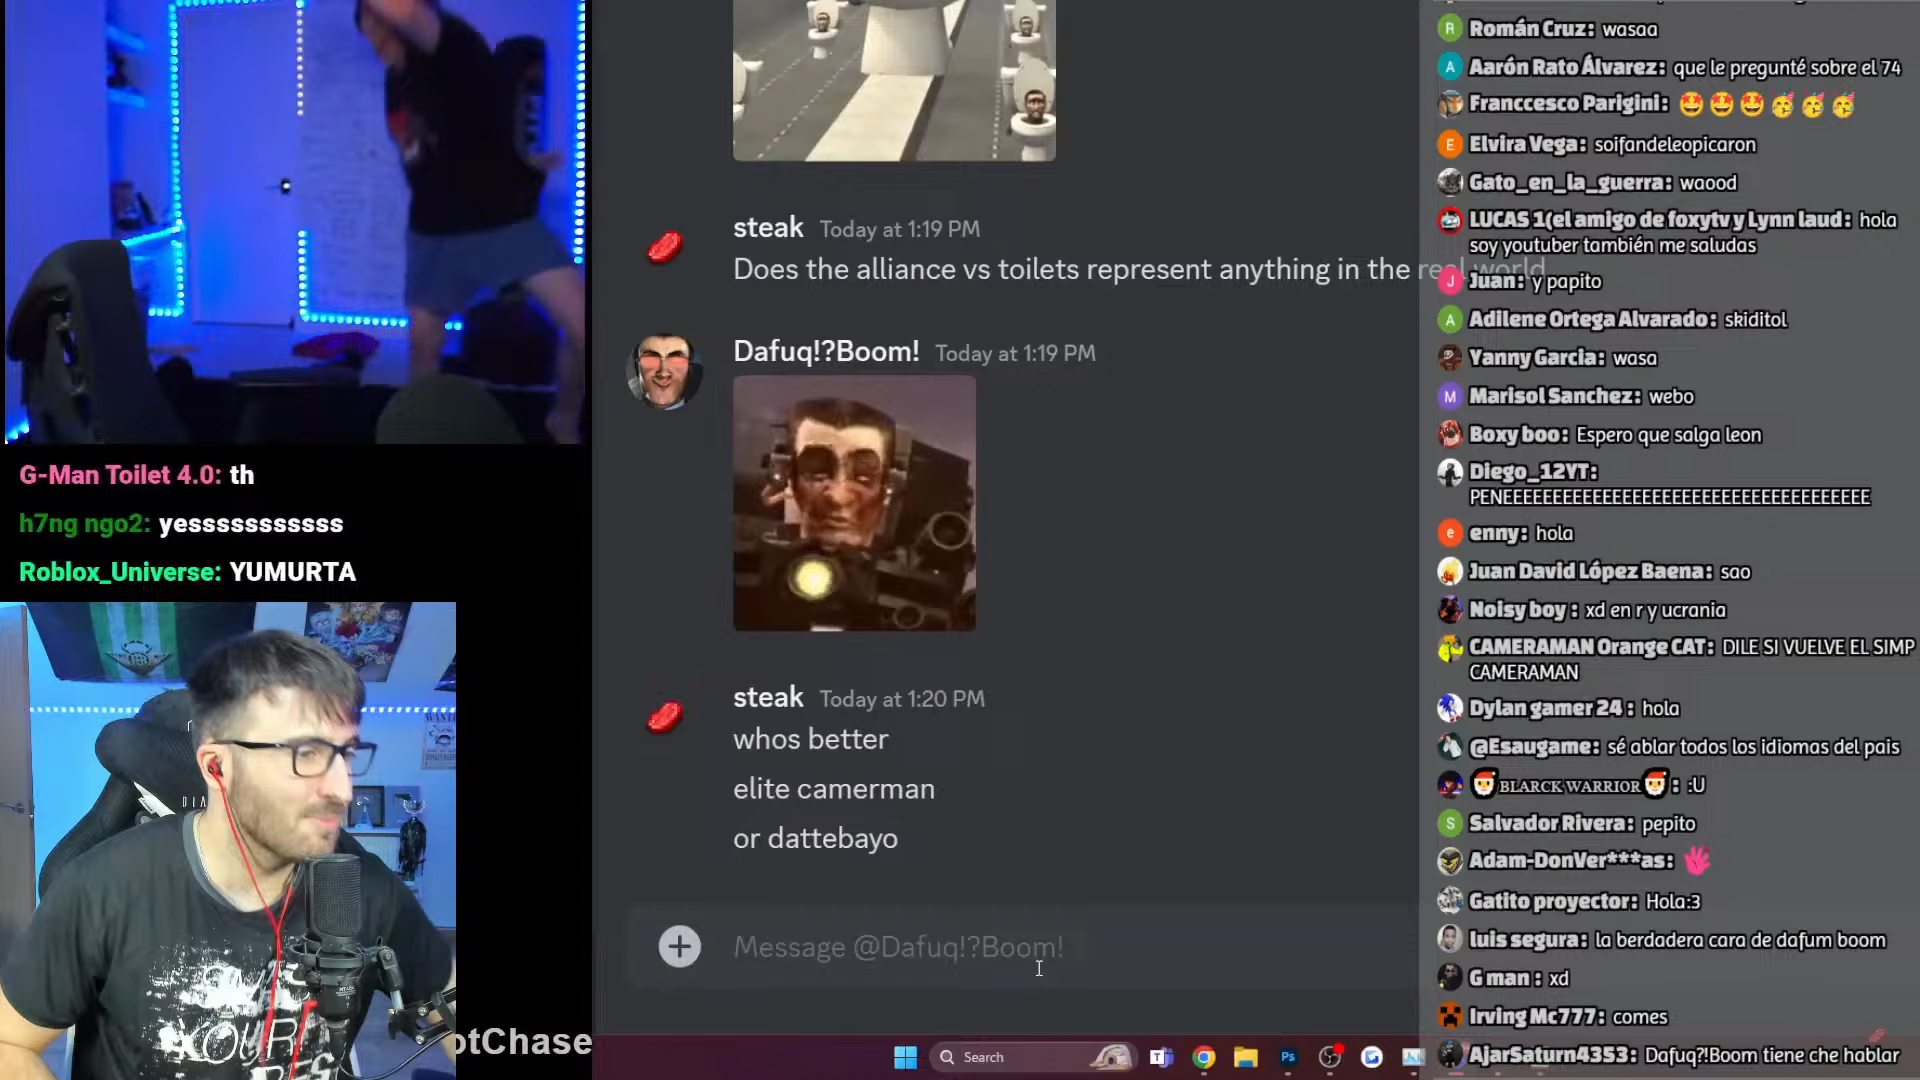 G-Man Toilet 4.0: th
h7ng ngo2: yesssssssssss
Roblox_Universe: YUMURTA
WANTED
DIA
YOUR
otChase
steak Today at 1:19 PM
Does the alliance vs toilets represent anything in the real world
Dafuq!?Boom! Today at 1:19 PM
steak Today at 1:20 PM
whos better
elite camerman
or dattebayo
Message @Dafuq!?Boom!
Search
Ps
Román Cruz: wasaa
Aarón Rato Álvarez: que le pregunté sobre el 74
Franccesco Parigini: 🤩🤩🤩🥳🥳🥳
Elvira Vega: soifandeleopicaron
Gato_en_la_guerra: waood
LUCAS 1(el amigo de foxytv y Lynn laud: hola
soy youtuber también me saludas
Juan: y papito
Adilene Ortega Alvarado: skiditol
Yanny Garcia: wasa
Marisol Sanchez: webo
Boxy boo: Espero que salga leon
Diego_12YT:
PENEEEEEEEEEEEEEEEEEEEEEEEEEEEEEEEEEEEEE
enny: hola
Juan David López Baena: sao
Noisy boy : xd en r y ucrania
CAMERAMAN Orange CAT: DILE SI VUELVE EL SIMP
CAMERAMAN
Dylan gamer 24 : hola
@Esaugame: sé ablar todos los idiomas del pais
🎅BLARCK WARRIOR🎅: :U
Salvador Rivera: pepito
Adam-DonVer***as: 
Gatito proyector: Hola:3
luis segura: la berdadera cara de dafum boom
G man : xd
Irving Mc777: comes
AjarSaturn4353: Dafuq?!Boom tiene che hablar